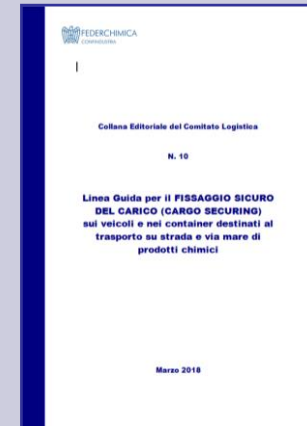 FEDERCHIMICA
CONFINDUSTRIA
Collana Editoriale del Comitato Logistica
N. 10
Linea Guida per il FISSAGGIO SICURO
DEL CARICO (CARGO SECURING)
sui veicoli e nei container destinati al
trasporto su strada e via mare di
prodotti chimici
Marzo 2018